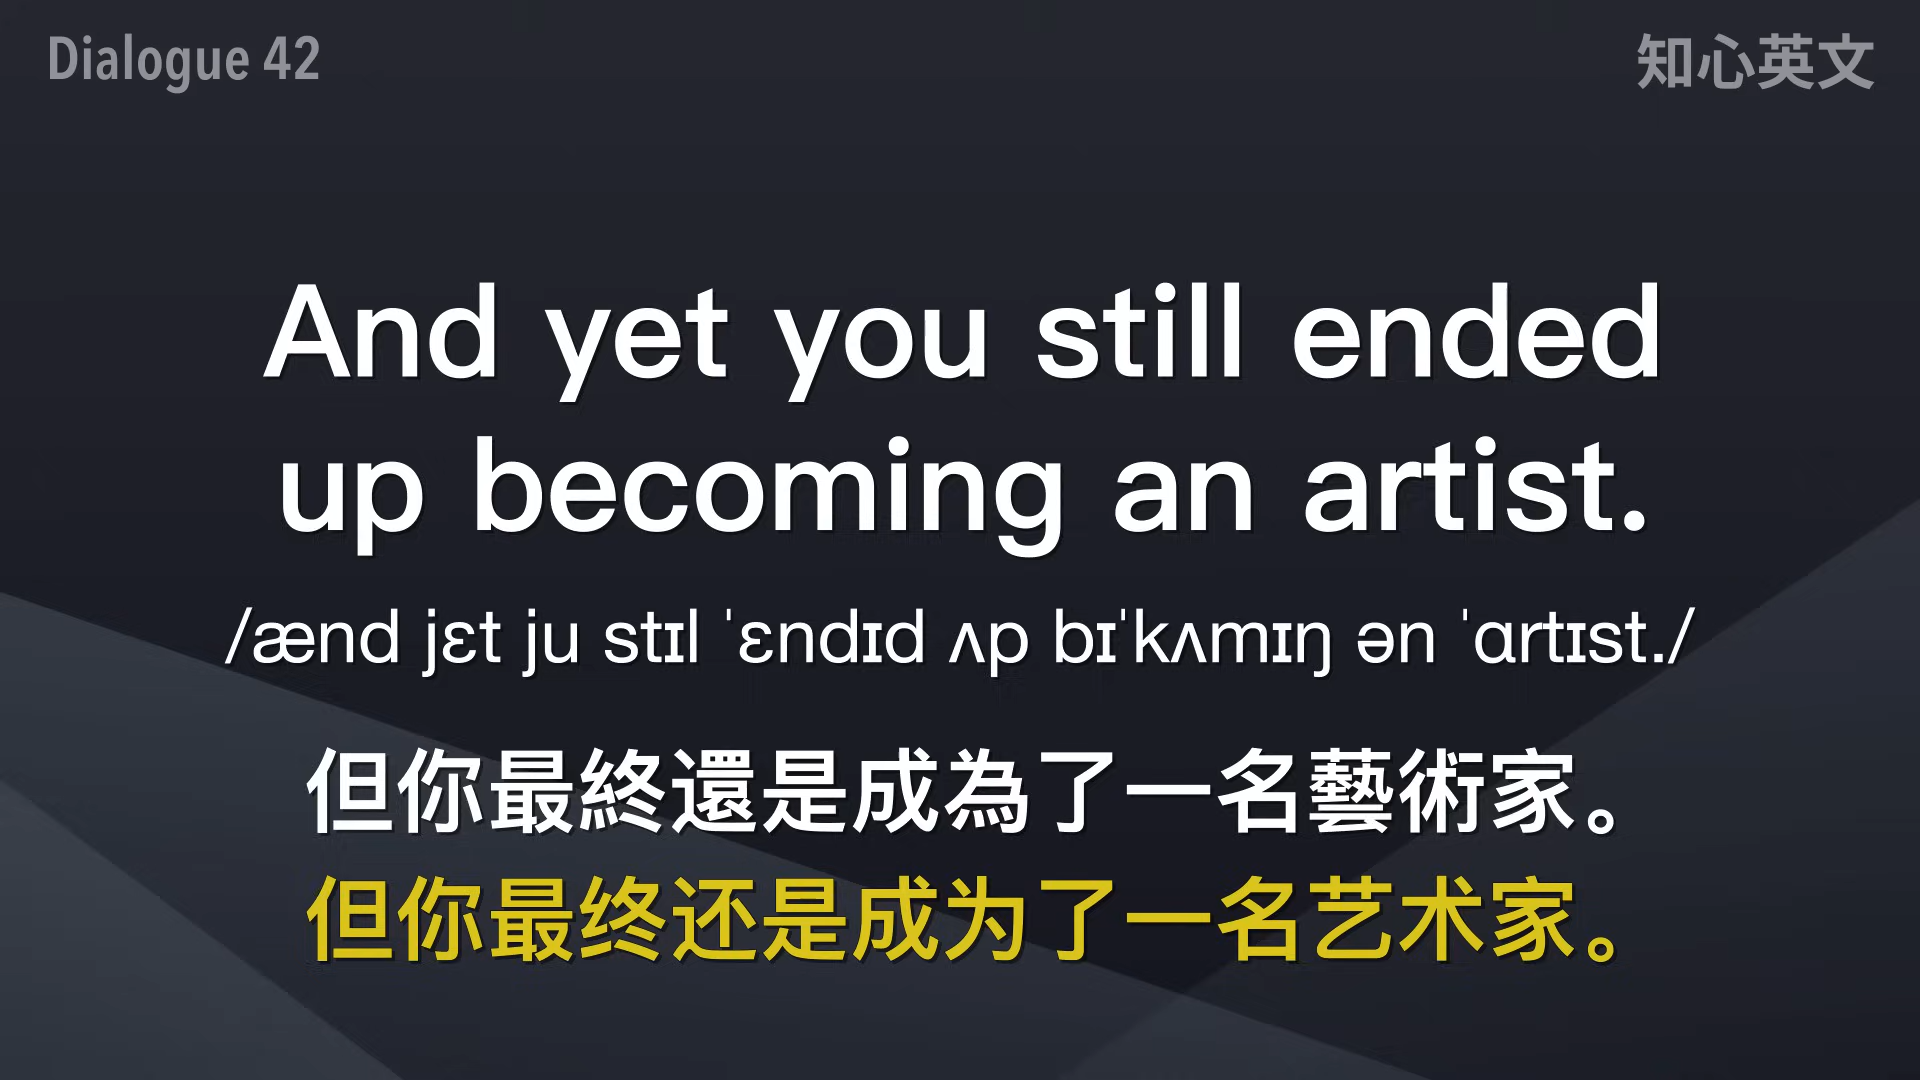 Dialogue 42
知心英文
And yet you still ended
up becoming an artist.
/ænd jɛt ju stɪl ˈɛndɪd ʌp bɪˈkʌmɪŋ ən ˈɑrtɪst./
但你最終還是成為了一名藝術家。
但你最终还是成为了一名艺术家。